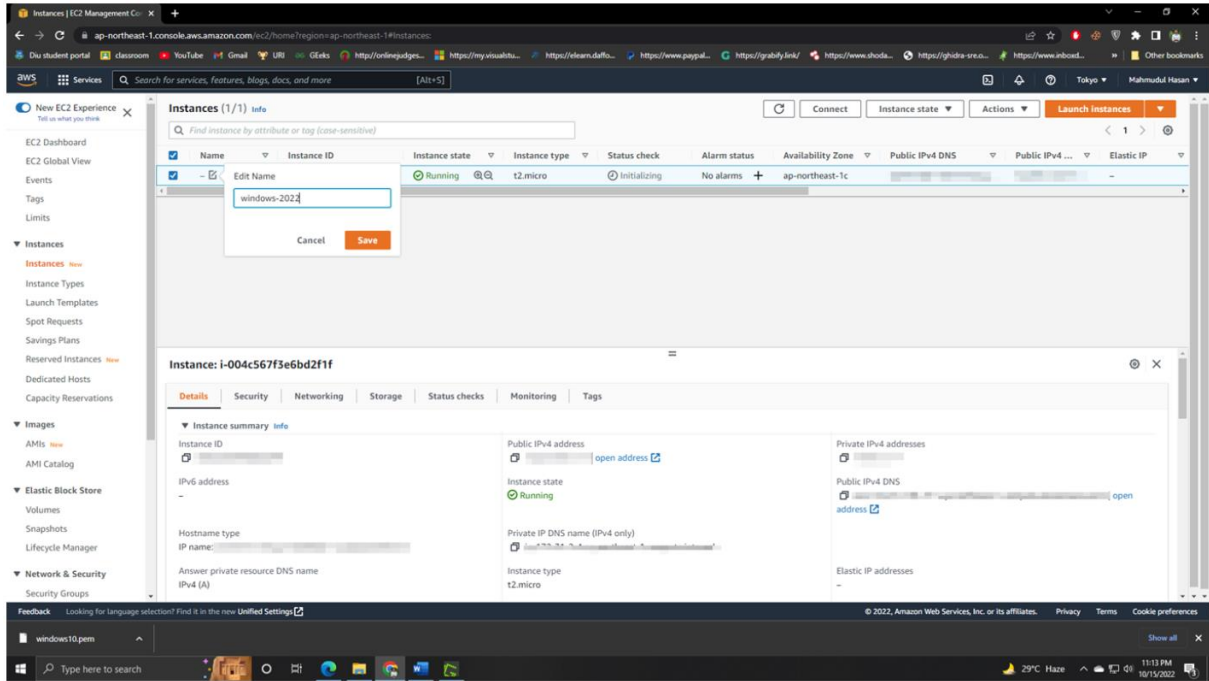 Instances | EC2 Management Co
ap-northeast-1.console.aws.amazon.com/ec2/home?region=ap-northeast-1#Instances:
Diu student portal classroom YouTube Gmail URI GEeks http://onlinejudges... https://my.visualstu... https://elearn.daffo... https://www.paypal... https://grabify.link/ https://www.shoda... https://ghidra-sre.o... https://www.inboxd... » Other bookmarks
aws Services Search for services, features, blogs, docs, and more [Alt+S] Tokyo ▼ Mahmudul Hasan ▼
New EC2 Experience
Tell us what you think
EC2 Dashboard
EC2 Global View
Events
Tags
Limits
▼ Instances
Instances New
Instance Types
Launch Templates
Spot Requests
Savings Plans
Reserved Instances New
Dedicated Hosts
Capacity Reservations
▼ Images
AMIs New
AMI Catalog
▼ Elastic Block Store
Volumes
Snapshots
Lifecycle Manager
▼ Network & Security
Security Groups
Instances (1/1) Info
Connect Instance state ▼ Actions ▼ Launch instances ▼
Find instance by attribute or tag (case-sensitive)
< 1 >
Name Instance ID Instance state Instance type Status check Alarm status Availability Zone Public IPv4 DNS Public IPv4 ... Elastic IP
– Running t2.micro Initializing No alarms + ap-northeast-1c –
Edit Name
windows-2022
Cancel Save
Instance: i-004c567f3e6bd2f1f
Details Security Networking Storage Status checks Monitoring Tags
▼ Instance summary Info
Instance ID Public IPv4 address Private IPv4 addresses
open address
IPv6 address Instance state Public IPv4 DNS
– Running open
address
Hostname type Private IP DNS name (IPv4 only)
IP name:
Answer private resource DNS name Instance type Elastic IP addresses
IPv4 (A) t2.micro –
Feedback Looking for language selection? Find it in the new Unified Settings © 2022, Amazon Web Services, Inc. or its affiliates. Privacy Terms Cookie preferences
windows10.pem Show all
Type here to search 29°C Haze 11:13 PM
10/15/2022